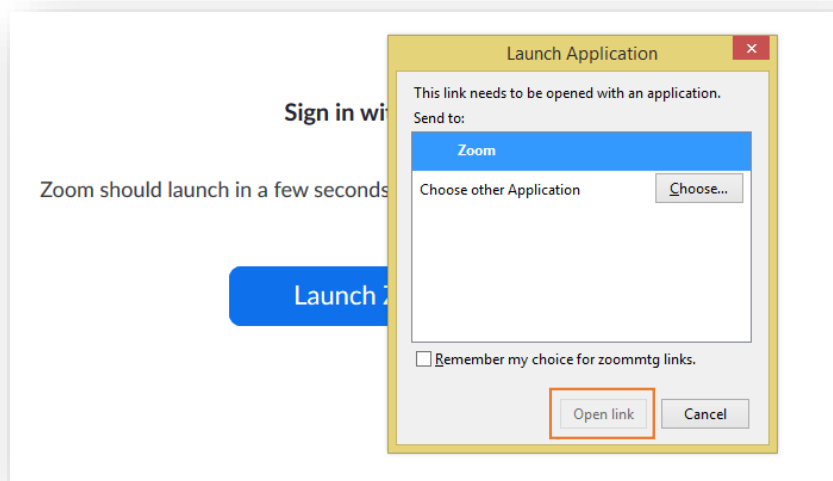 Launch Application
This link needs to be opened with an application.
Send to:
Zoom
Choose other Application
Choose...
Remember my choice for zoommtg links.
Open link
Cancel
Sign in
Zoom should launch in a few seconds
Launch